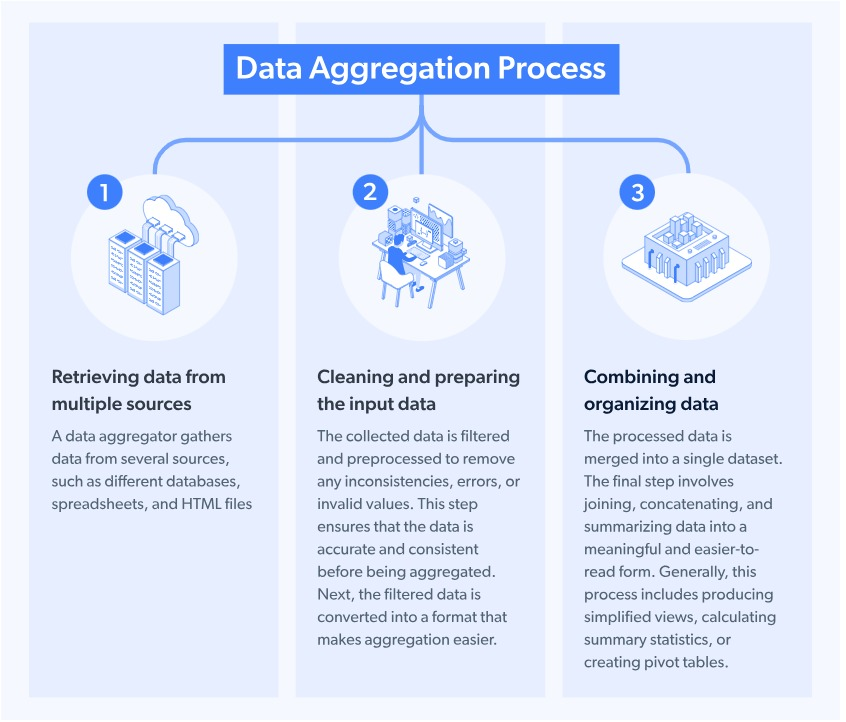 Data Aggregation Process
1
Retrieving data from
multiple sources
A data aggregator gathers
data from several sources,
such as different databases,
spreadsheets, and HTML files
2
Cleaning and preparing
the input data
The collected data is filtered
and preprocessed to remove
any inconsistencies, errors, or
invalid values. This step
ensures that the data is
accurate and consistent
before being aggregated.
Next, the filtered data is
converted into a format that
makes aggregation easier.
3
Combining and
organizing data
The processed data is
merged into a single dataset.
The final step involves
joining, concatenating, and
summarizing data into a
meaningful and easier-to-
read form. Generally, this
process includes producing
simplified views, calculating
summary statistics, or
creating pivot tables.